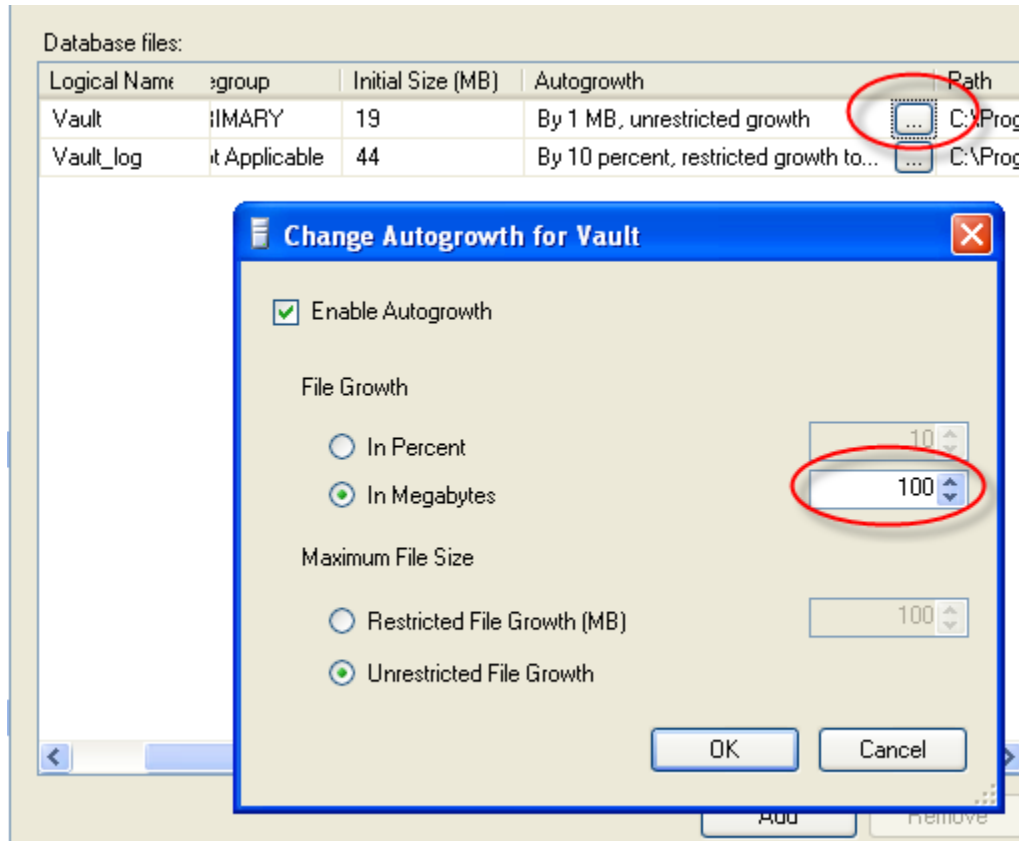 Database files:
Logical Name egroup Initial Size (MB) Autogrowth Path
Vault IMARY 19 By 1 MB, unrestricted growth ... C:\Prog
Vault_log t Applicable 44 By 10 percent, restricted growth to... ... C:\Prog
Change Autogrowth for Vault
Enable Autogrowth
File Growth
In Percent 10
In Megabytes 100
Maximum File Size
Restricted File Growth (MB) 100
Unrestricted File Growth
OK Cancel
Add Remove